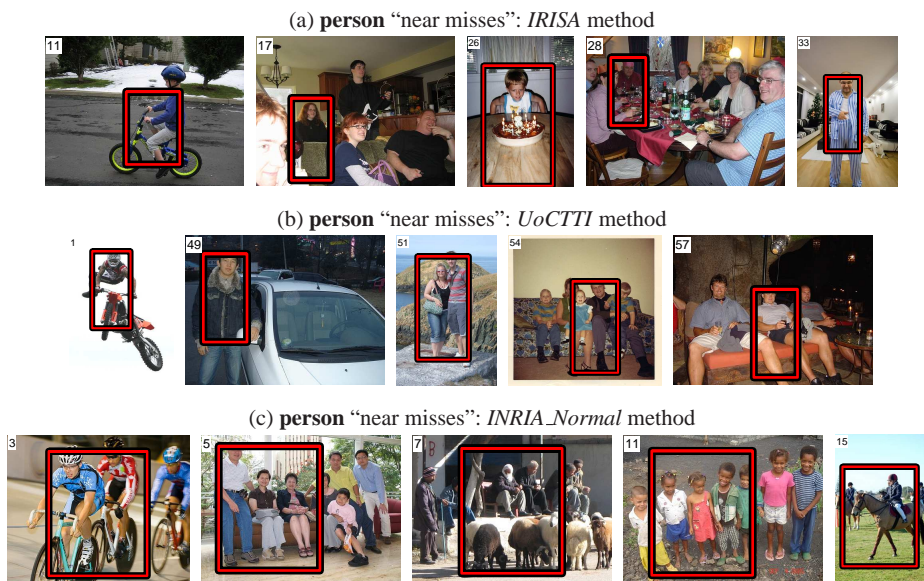 (a) person “near misses”: IRISA method
11 17 26 28 33
(b) person “near misses”: UoCTTI method
1 49 51 54 57
(c) person “near misses”: INRIA_Normal method
3 5 7 11 15